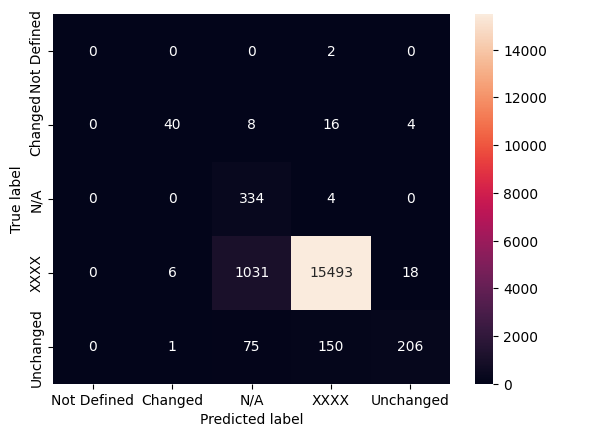 Not Defined
0 0 0 2 0
Changed
0 40 8 16 4
N/A
0 0 334 4 0
XXXX
0 6 1031 15493 18
Unchanged
0 1 75 150 206
True label
Not Defined Changed N/A XXXX Unchanged
Predicted label
14000
12000
10000
8000
6000
4000
2000
0